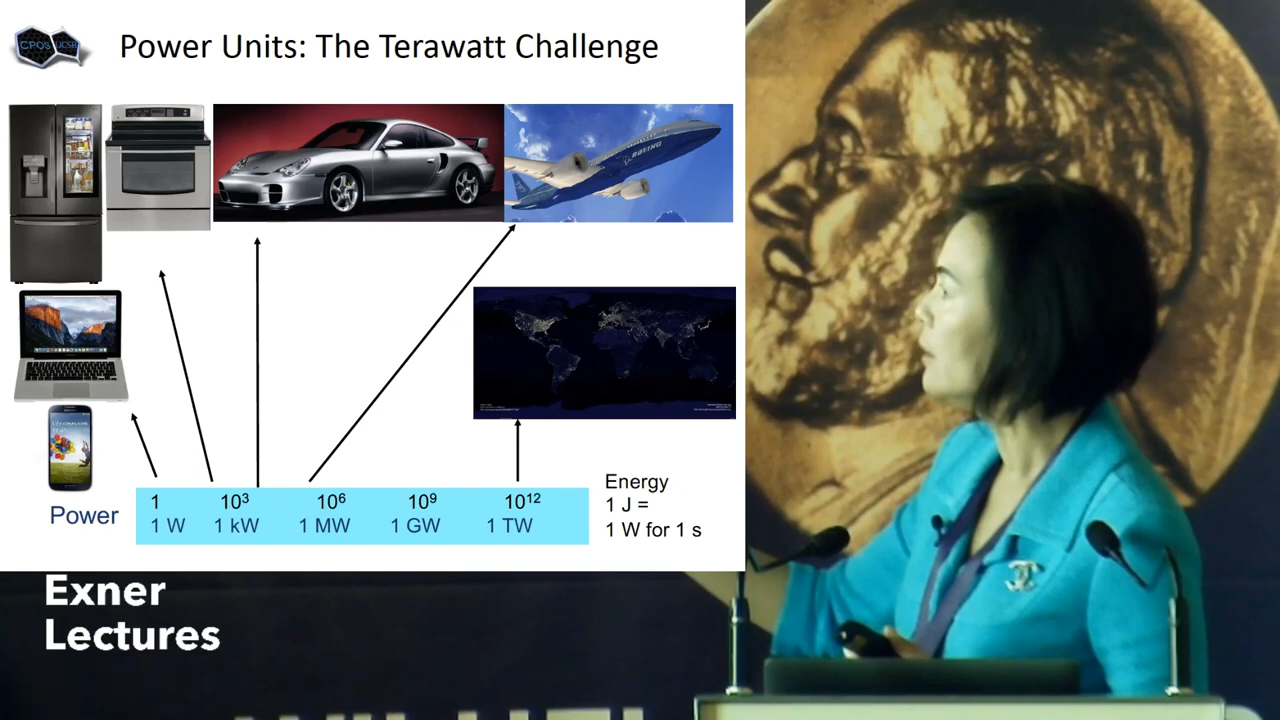 CPOS UCSB
Power Units: The Terawatt Challenge
BOEING
Power
1 10³ 10⁶ 10⁹ 10¹²
1 W 1 kW 1 MW 1 GW 1 TW
Energy
1 J =
1 W for 1 s
Exner
Lectures